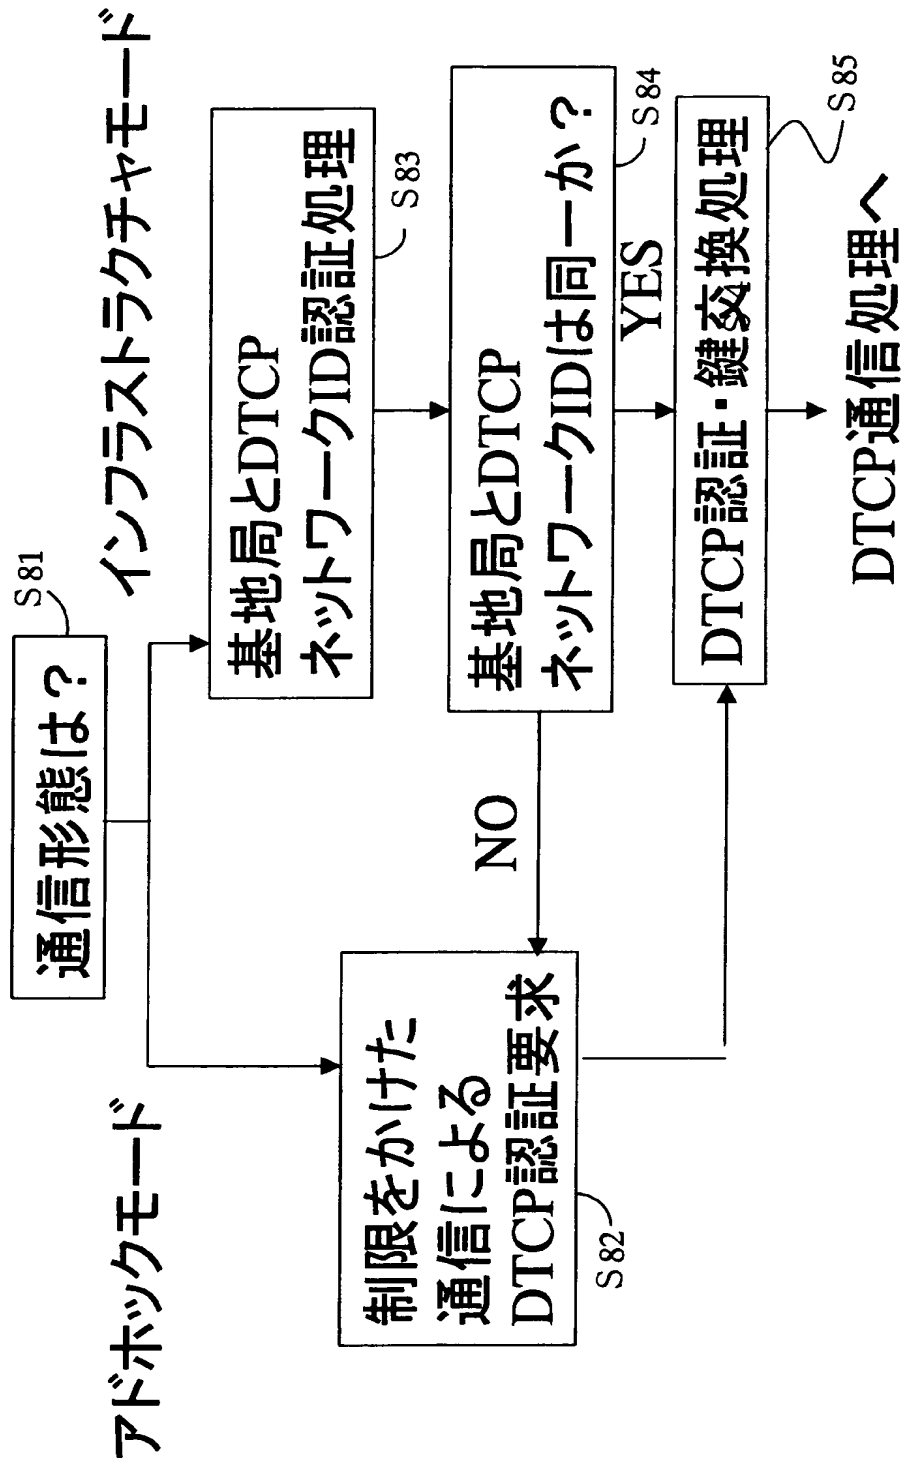 通信形態は？
S81
アドホックモード
インフラストラクチャモード
基地局とDTCP
ネットワークID認証処理
S83
制限をかけた
通信による
DTCP認証要求
S82
NO
基地局とDTCP
ネットワークIDは同一か？
S84
YES
DTCP認証・鍵交換処理
S85
DTCP通信処理へ